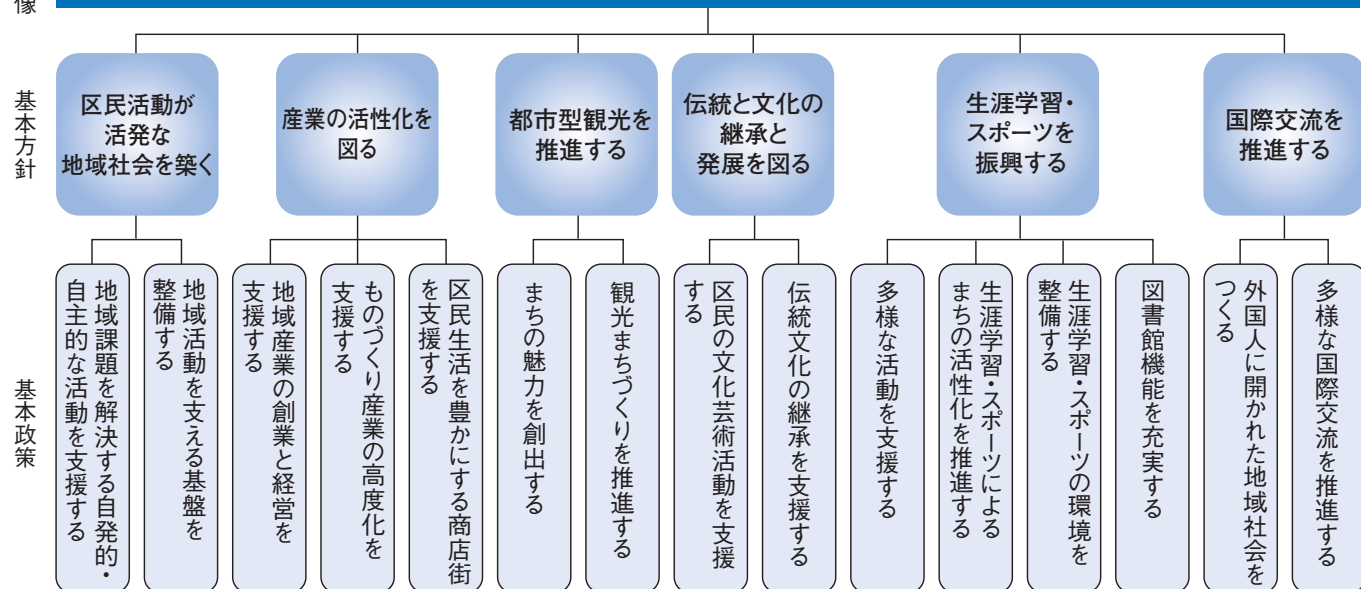 像
基本方針
区民活動が
活発な
地域社会を築く
産業の活性化を
図る
都市型観光を
推進する
伝統と文化の
継承と
発展を図る
生涯学習・
スポーツを
振興する
国際交流を
推進する
基本政策
地域課題を解決する自発的・
自主的な活動を支援する
地域活動を支える基盤を
整備する
地域産業の創業と経営を
支援する
ものづくり産業の高度化を
支援する
区民生活を豊かにする商店街
を支援する
まちの魅力を創出する
観光まちづくりを推進する
区民の文化芸術活動を支援
する
伝統文化の継承を支援する
多様な活動を支援する
生涯学習・スポーツによる
まちの活性化を推進する
生涯学習・スポーツの環境を
整備する
図書館機能を充実する
外国人に開かれた地域社会を
つくる
多様な国際交流を推進する